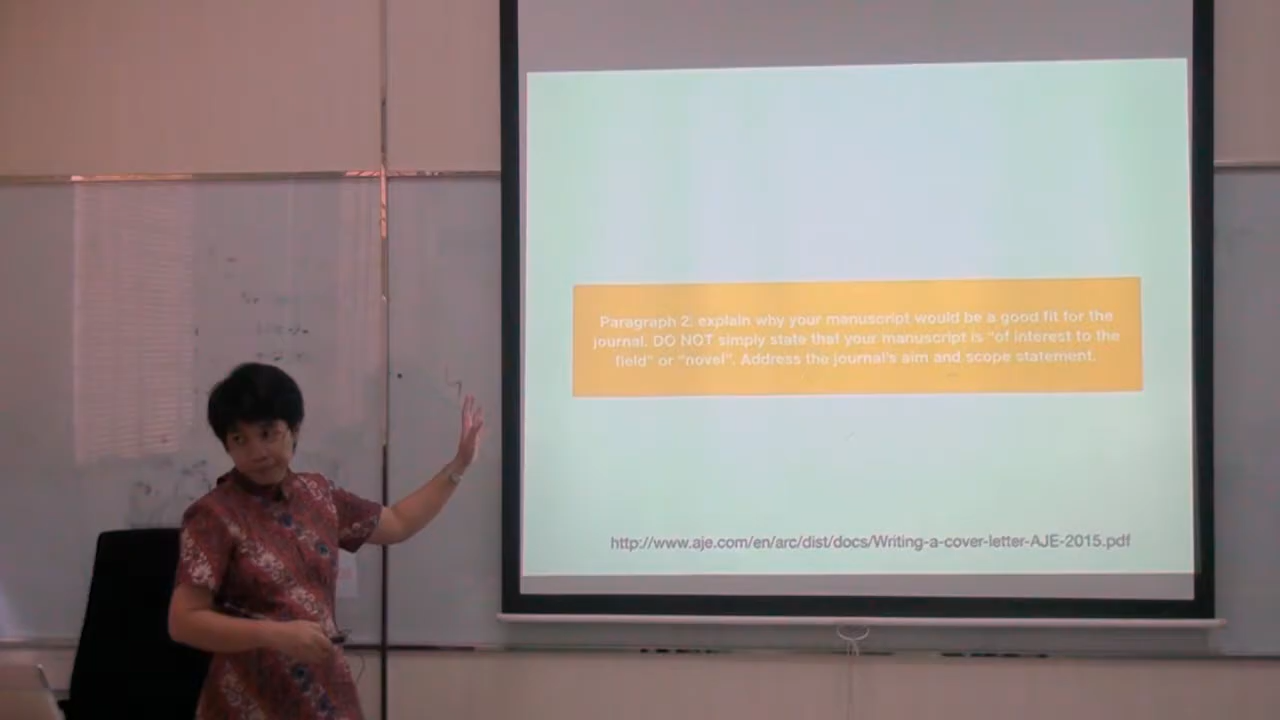 Paragraph 2: explain why your manuscript would be a good fit for the
journal. DO NOT simply state that your manuscript is "of interest to the
field" or "novel". Address the journal's aim and scope statement.
http://www.aje.com/en/arc/dist/docs/Writing-a-cover-letter-AJE-2015.pdf